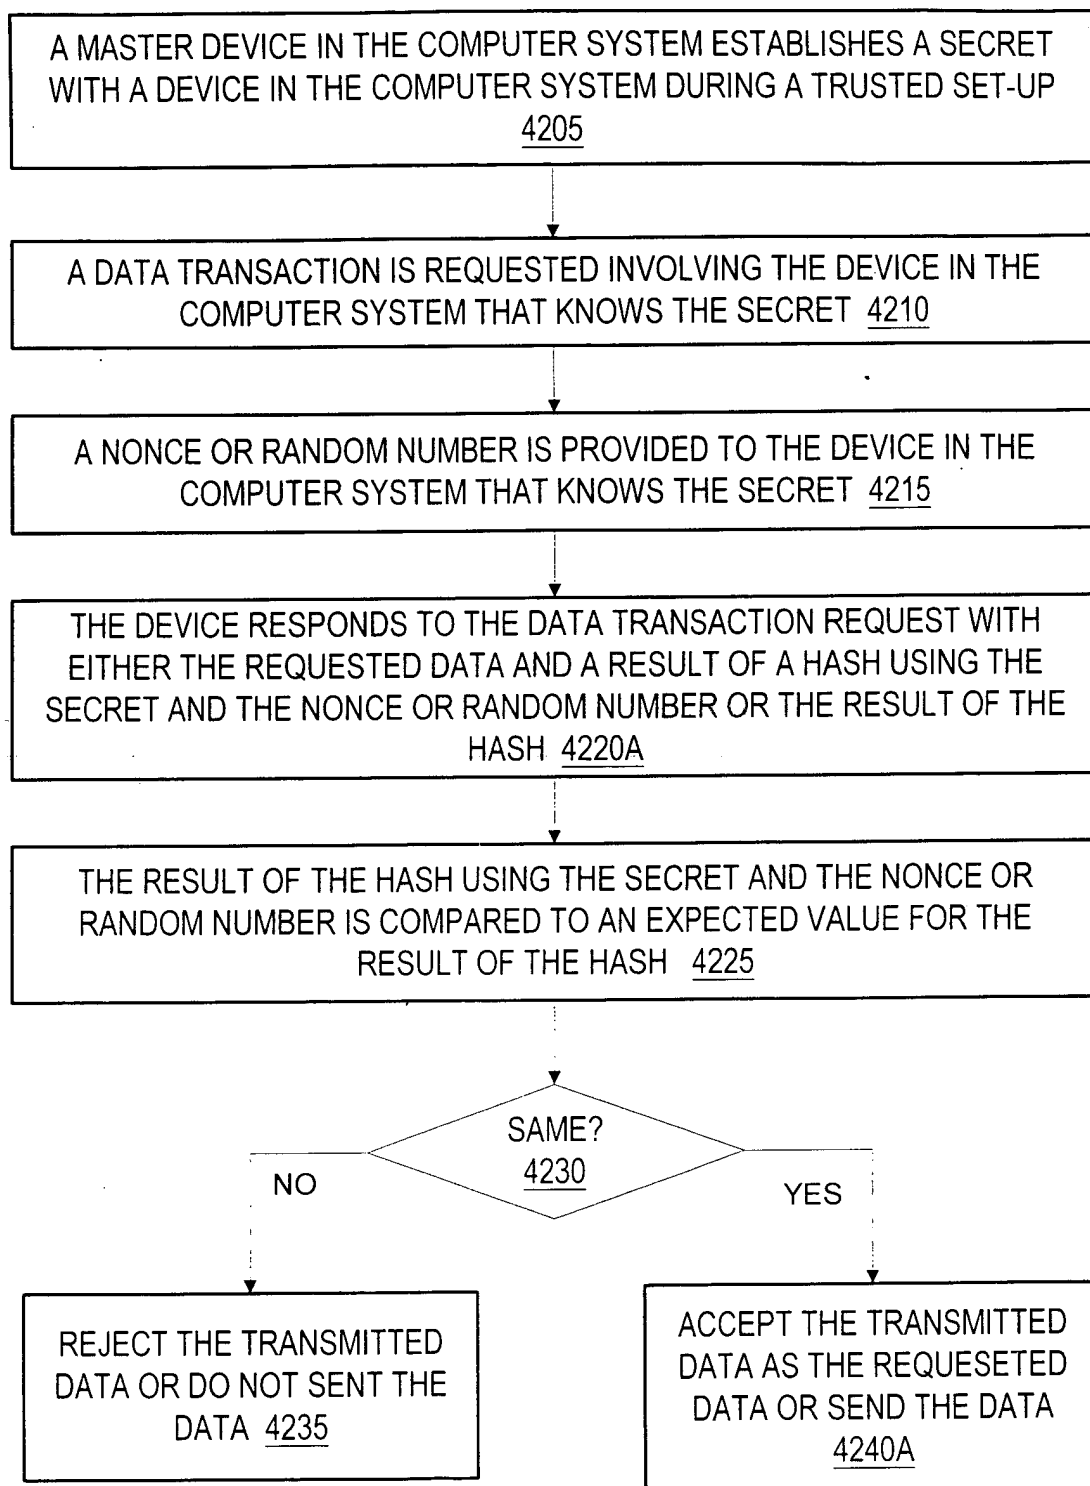 A MASTER DEVICE IN THE COMPUTER SYSTEM ESTABLISHES A SECRET
WITH A DEVICE IN THE COMPUTER SYSTEM DURING A TRUSTED SET-UP
4205
A DATA TRANSACTION IS REQUESTED INVOLVING THE DEVICE IN THE
COMPUTER SYSTEM THAT KNOWS THE SECRET 4210
A NONCE OR RANDOM NUMBER IS PROVIDED TO THE DEVICE IN THE
COMPUTER SYSTEM THAT KNOWS THE SECRET 4215
THE DEVICE RESPONDS TO THE DATA TRANSACTION REQUEST WITH
EITHER THE REQUESTED DATA AND A RESULT OF A HASH USING THE
SECRET AND THE NONCE OR RANDOM NUMBER OR THE RESULT OF THE
HASH 4220A
THE RESULT OF THE HASH USING THE SECRET AND THE NONCE OR
RANDOM NUMBER IS COMPARED TO AN EXPECTED VALUE FOR THE
RESULT OF THE HASH 4225
SAME?
4230
NO
YES
REJECT THE TRANSMITTED
DATA OR DO NOT SENT THE
DATA 4235
ACCEPT THE TRANSMITTED
DATA AS THE REQUESETED
DATA OR SEND THE DATA
4240A